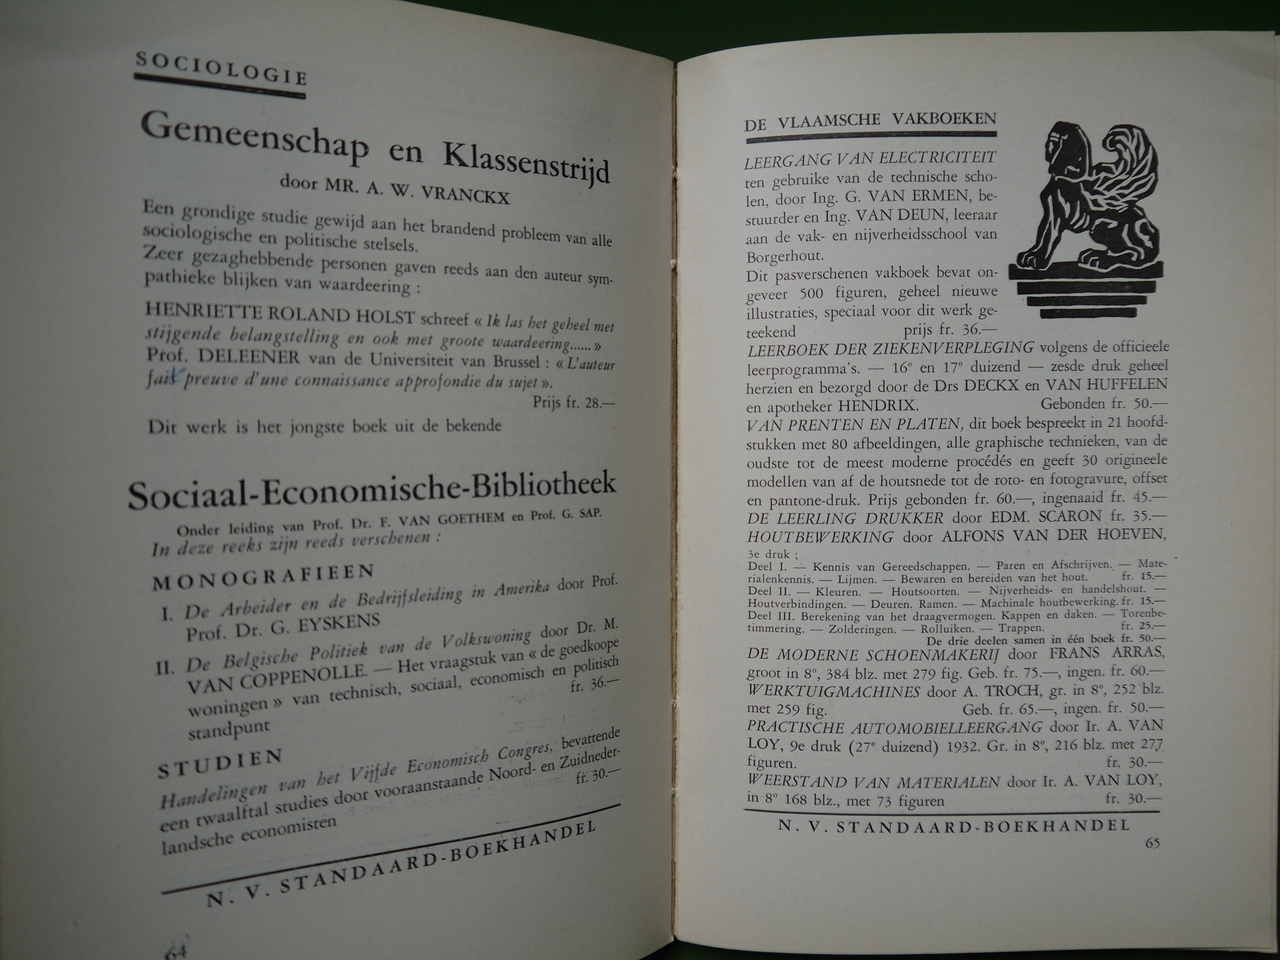 SOCIOLOGIE
Gemeenschap en Klassenstrijd
door MR. A. W. VRANCKX
Een grondige studie gewijd aan het brandend probleem van alle
sociologische en politische stelsels.
Zeer gezaghebbende personen gaven reeds aan den auteur sym-
pathieke blijken van waardeering :
HENRIETTE ROLAND HOLST schreef « Ik las het geheel met
stijgende belangstelling en ook met groote waardeering...... »
Prof. DELEENER van de Universiteit van Brussel : « L'auteur
fait preuve d'une connaissance approfondie du sujet ».
Prijs fr. 28.—
Dit werk is het jongste boek uit de bekende
Sociaal-Economische-Bibliotheek
Onder leiding van Prof. Dr. F. VAN GOETHEM en Prof. G. SAP.
In deze reeks zijn reeds verschenen :
MONOGRAFIEEN
I. De Arbeider en de Bedrijfsleiding in Amerika door Prof.
Prof. Dr. G. EYSKENS
II. De Belgische Politiek van de Volkswoning door Dr. M.
VAN COPPENOLLE. — Het vraagstuk van « de goedkoope
woningen » van technisch, sociaal, economisch en politisch
standpunt fr. 36.—
STUDIEN
Handelingen van het Vijfde Economisch Congres, bevattende
een twaalftal studies door vooraanstaande Noord- en Zuidneder-
landsche economisten fr. 30.—
N. V. STANDAARD-BOEKHANDEL
64
DE VLAAMSCHE VAKBOEKEN
LEERGANG VAN ELECTRICITEIT
ten gebruike van de technische scho-
len, door Ing. G. VAN ERMEN, be-
stuurder en Ing. VAN DEUN, leeraar
aan de vak- en nijverheidsschool van
Borgerhout.
Dit pasverschenen vakboek bevat on-
geveer 500 figuren, geheel nieuwe
illustraties, speciaal voor dit werk ge-
teekend prijs fr. 36.—
LEERBOEK DER ZIEKENVERPLEGING volgens de officieele
leerprogramma's. — 16e en 17e duizend — zesde druk geheel
herzien en bezorgd door de Drs DECKX en VAN HUFFELEN
en apotheker HENDRIX. Gebonden fr. 50.—
VAN PRENTEN EN PLATEN, dit boek bespreekt in 21 hoofd-
stukken met 80 afbeeldingen, alle graphische technieken, van de
oudste tot de meest moderne procédés en geeft 30 origineele
modellen van af de houtsnede tot de roto- en fotogravure, offset
en pantone-druk. Prijs gebonden fr. 60.—, ingenaaid fr. 45.—
DE LEERLING DRUKKER door EDM. SCARON fr. 35.—
HOUTBEWERKING door ALFONS VAN DER HOEVEN,
3e druk ;
Deel I. — Kennis van Gereedschappen. — Paren en Afschrijven. — Mate-
rialenkennis. — Lijmen. — Bewaren en bereiden van het hout. fr. 15.—
Deel II. — Kleuren. — Houtsoorten. — Nijverheids- en handelshout. —
Houtverbindingen. — Deuren. Ramen. — Machinale houtbewerking. fr. 15.—
Deel III. Berekening van het draagvermogen. Kappen en daken. — Torenbe-
timmering. — Zolderingen. — Rolluiken. — Trappen. fr. 25.—
De drie deelen samen in één boek fr. 50.—
DE MODERNE SCHOENMAKERIJ door FRANS ARRAS,
groot in 8°, 384 blz. met 279 fig. Geb. fr. 75.—, ingen. fr. 60.—
WERKTUIGMACHINES door A. TROCH, gr. in 8°, 252 blz.
met 259 fig. Geb. fr. 65.—, ingen. fr. 50.—
PRACTISCHE AUTOMOBIELLEERGANG door Ir. A. VAN
LOY, 9e druk (27e duizend) 1932. Gr. in 8°, 216 blz. met 277
figuren. fr. 30.—
WEERSTAND VAN MATERIALEN door Ir. A. VAN LOY,
in 8° 168 blz., met 73 figuren fr. 30.—
N. V. STANDAARD-BOEKHANDEL
65